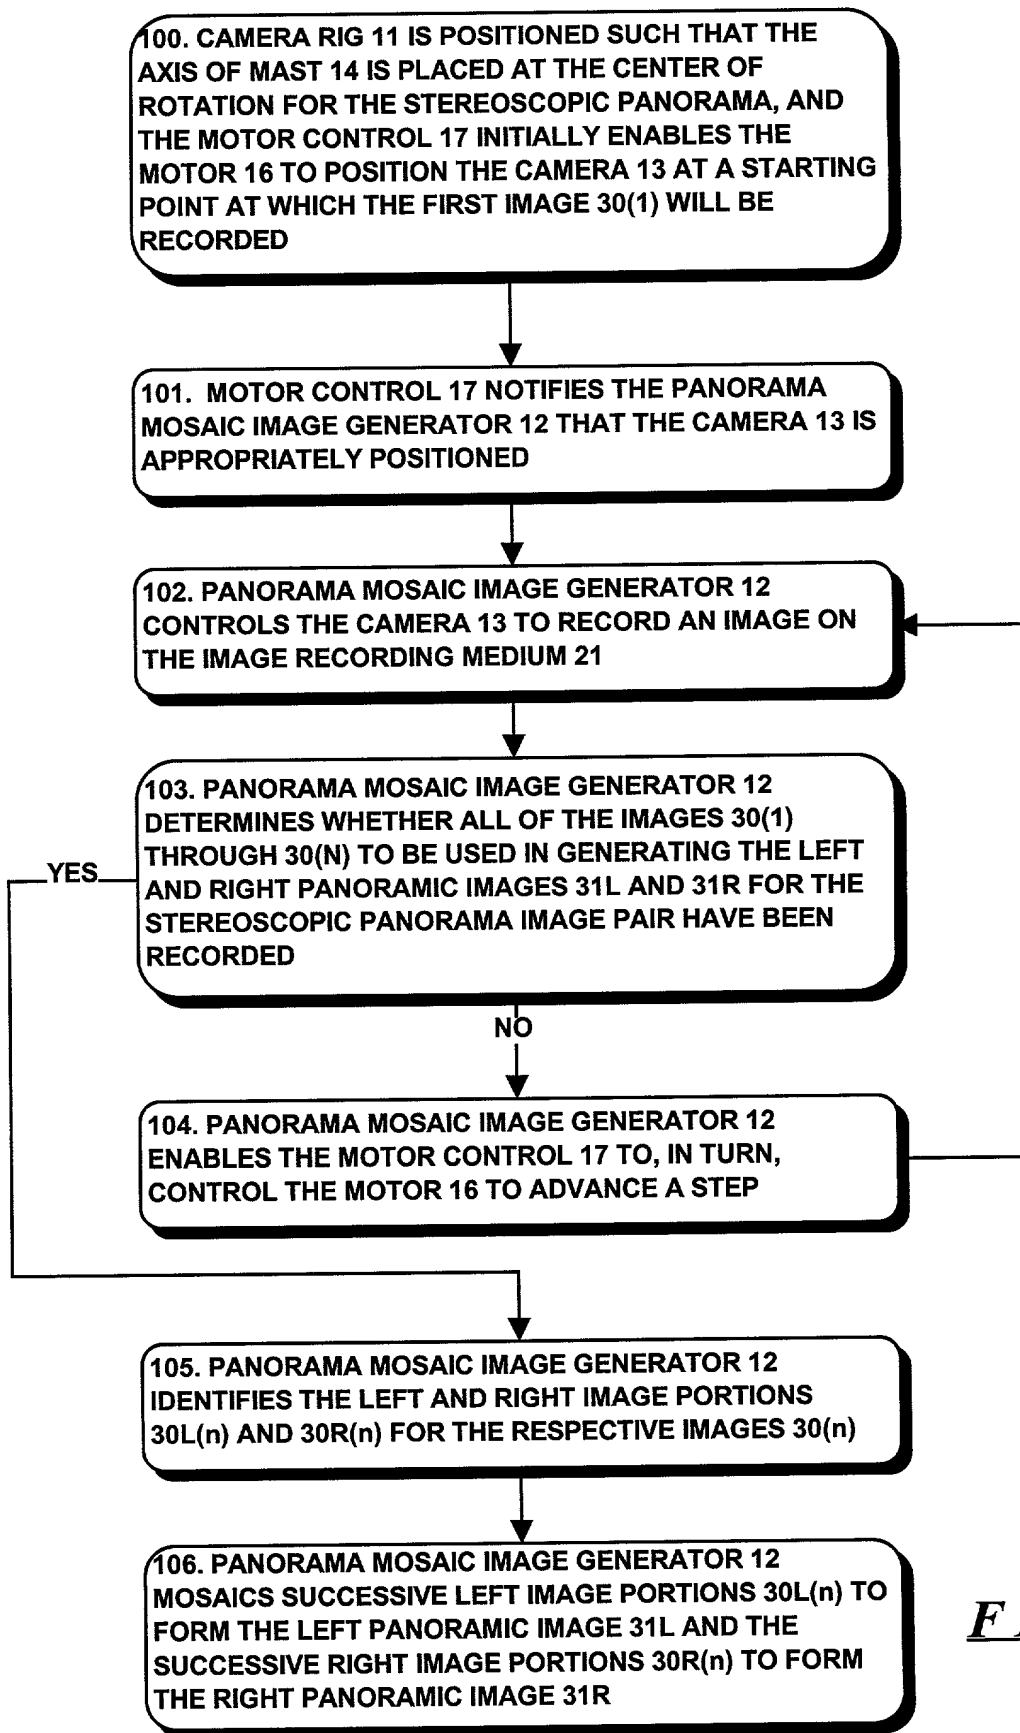 100. CAMERA RIG 11 IS POSITIONED SUCH THAT THE
AXIS OF MAST 14 IS PLACED AT THE CENTER OF
ROTATION FOR THE STEREOSCOPIC PANORAMA, AND
THE MOTOR CONTROL 17 INITIALLY ENABLES THE
MOTOR 16 TO POSITION THE CAMERA 13 AT A STARTING
POINT AT WHICH THE FIRST IMAGE 30(1) WILL BE
RECORDED
101. MOTOR CONTROL 17 NOTIFIES THE PANORAMA
MOSAIC IMAGE GENERATOR 12 THAT THE CAMERA 13 IS
APPROPRIATELY POSITIONED
102. PANORAMA MOSAIC IMAGE GENERATOR 12
CONTROLS THE CAMERA 13 TO RECORD AN IMAGE ON
THE IMAGE RECORDING MEDIUM 21
103. PANORAMA MOSAIC IMAGE GENERATOR 12
DETERMINES WHETHER ALL OF THE IMAGES 30(1)
THROUGH 30(N) TO BE USED IN GENERATING THE LEFT
AND RIGHT PANORAMIC IMAGES 31L AND 31R FOR THE
STEREOSCOPIC PANORAMA IMAGE PAIR HAVE BEEN
RECORDED
YES
NO
104. PANORAMA MOSAIC IMAGE GENERATOR 12
ENABLES THE MOTOR CONTROL 17 TO, IN TURN,
CONTROL THE MOTOR 16 TO ADVANCE A STEP
105. PANORAMA MOSAIC IMAGE GENERATOR 12
IDENTIFIES THE LEFT AND RIGHT IMAGE PORTIONS
30L(n) AND 30R(n) FOR THE RESPECTIVE IMAGES 30(n)
106. PANORAMA MOSAIC IMAGE GENERATOR 12
MOSAICS SUCCESSIVE LEFT IMAGE PORTIONS 30L(n) TO
FORM THE LEFT PANORAMIC IMAGE 31L AND THE
SUCCESSIVE RIGHT IMAGE PORTIONS 30R(n) TO FORM
THE RIGHT PANORAMIC IMAGE 31R
F